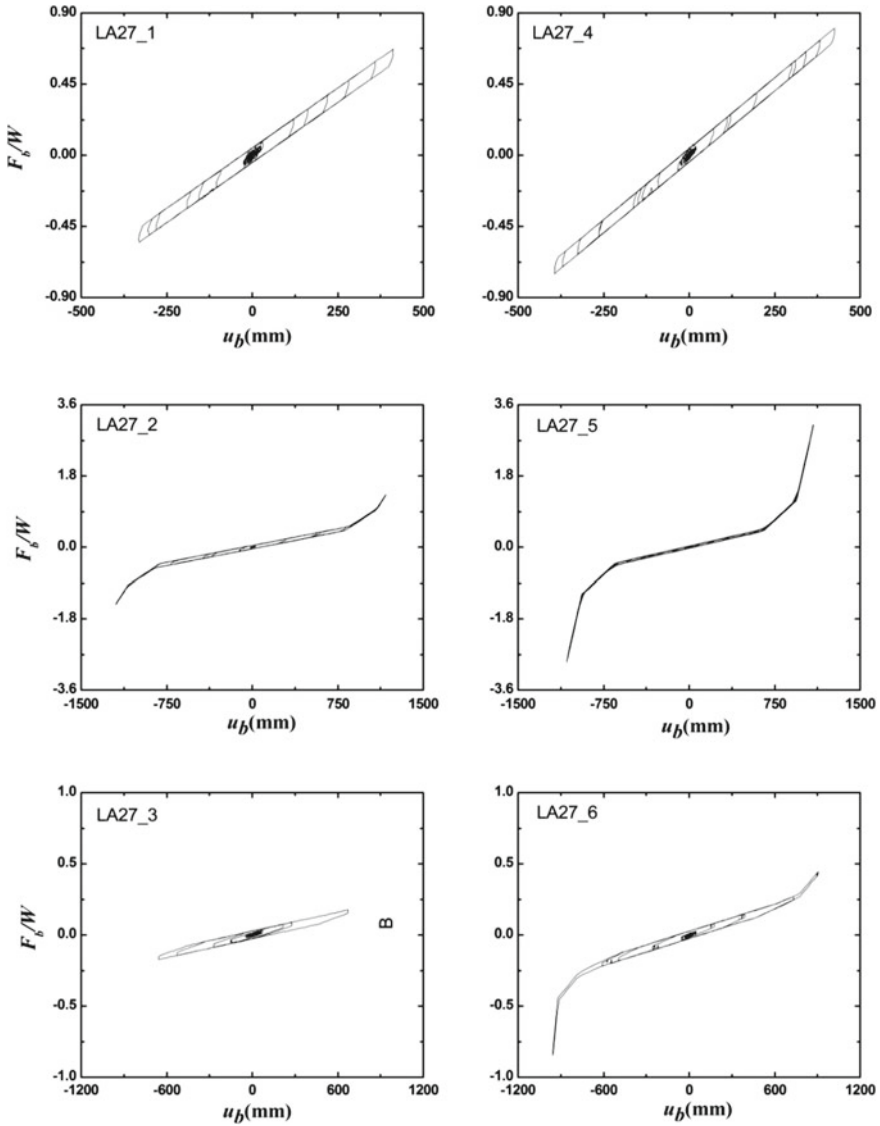 LA27_1
0.90
0.45
0.00
-0.45
-0.90
F_b/W
-500 -250 0 250 500
u_b(mm)
LA27_4
0.90
0.45
0.00
-0.45
-0.90
-500 -250 0 250 500
u_b(mm)
LA27_2
3.6
1.8
0.0
-1.8
-3.6
F_b/W
-1500 -750 0 750 1500
u_b(mm)
LA27_5
3.6
1.8
0.0
-1.8
-3.6
-1500 -750 0 750 1500
u_b(mm)
LA27_3
1.0
0.5
0.0
-0.5
-1.0
F_b/W
B
-1200 -600 0 600 1200
u_b(mm)
LA27_6
1.0
0.5
0.0
-0.5
-1.0
-1200 -600 0 600 1200
u_b(mm)